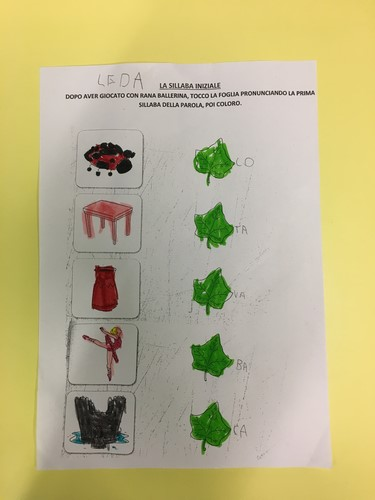 LEDA
LA SILLABA INIZIALE
DOPO AVER GIOCATO CON RANA BALLERINA, TOCCO LA FOGLIA PRONUNCIANDO LA PRIMA
SILLABA DELLA PAROLA, POI COLORO.
CO
TA
VA
BA
CA